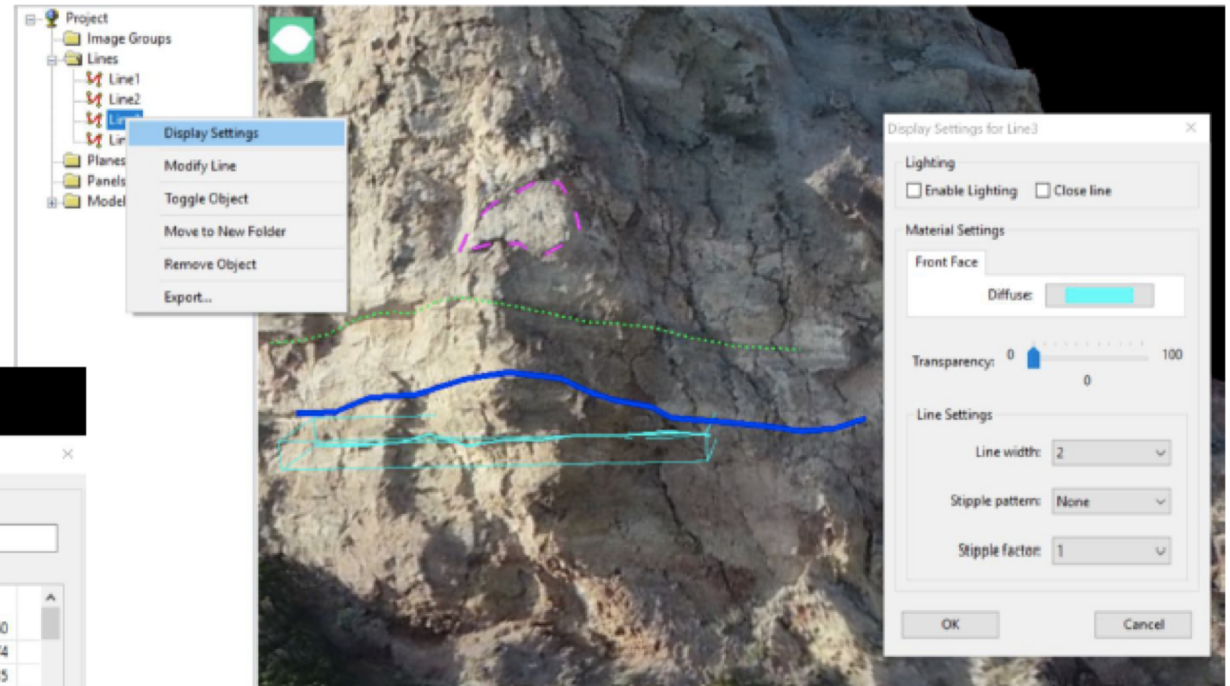 Project
Image Groups
Lines
Line1
Line2
Planes
Panels
Display Settings
Modify Line
Toggle Object
Move to New Folder
Remove Object
Export...
Display Settings for Line3
Lighting
Enable Lighting
Close line
Material Settings
Front Face
Diffuse:
Transparency:
0
100
0
Line Settings
Line width:
2
Stipple pattern:
None
Stipple factor:
1
OK
Cancel